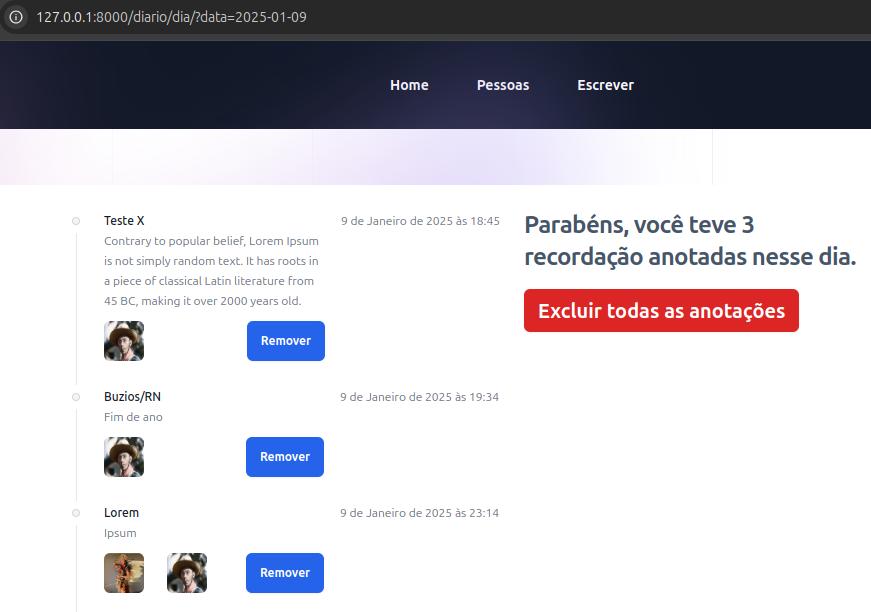 127.0.0.1:8000/diario/dia/?data=2025-01-09
Home
Pessoas
Escrever
Teste X
9 de Janeiro de 2025 às 18:45
Contrary to popular belief, Lorem Ipsum
is not simply random text. It has roots in
a piece of classical Latin literature from
45 BC, making it over 2000 years old.
Remover
Buzios/RN
9 de Janeiro de 2025 às 19:34
Fim de ano
Remover
Lorem
9 de Janeiro de 2025 às 23:14
Ipsum
Remover
Parabéns, você teve 3
recordação anotadas nesse dia.
Excluir todas as anotações